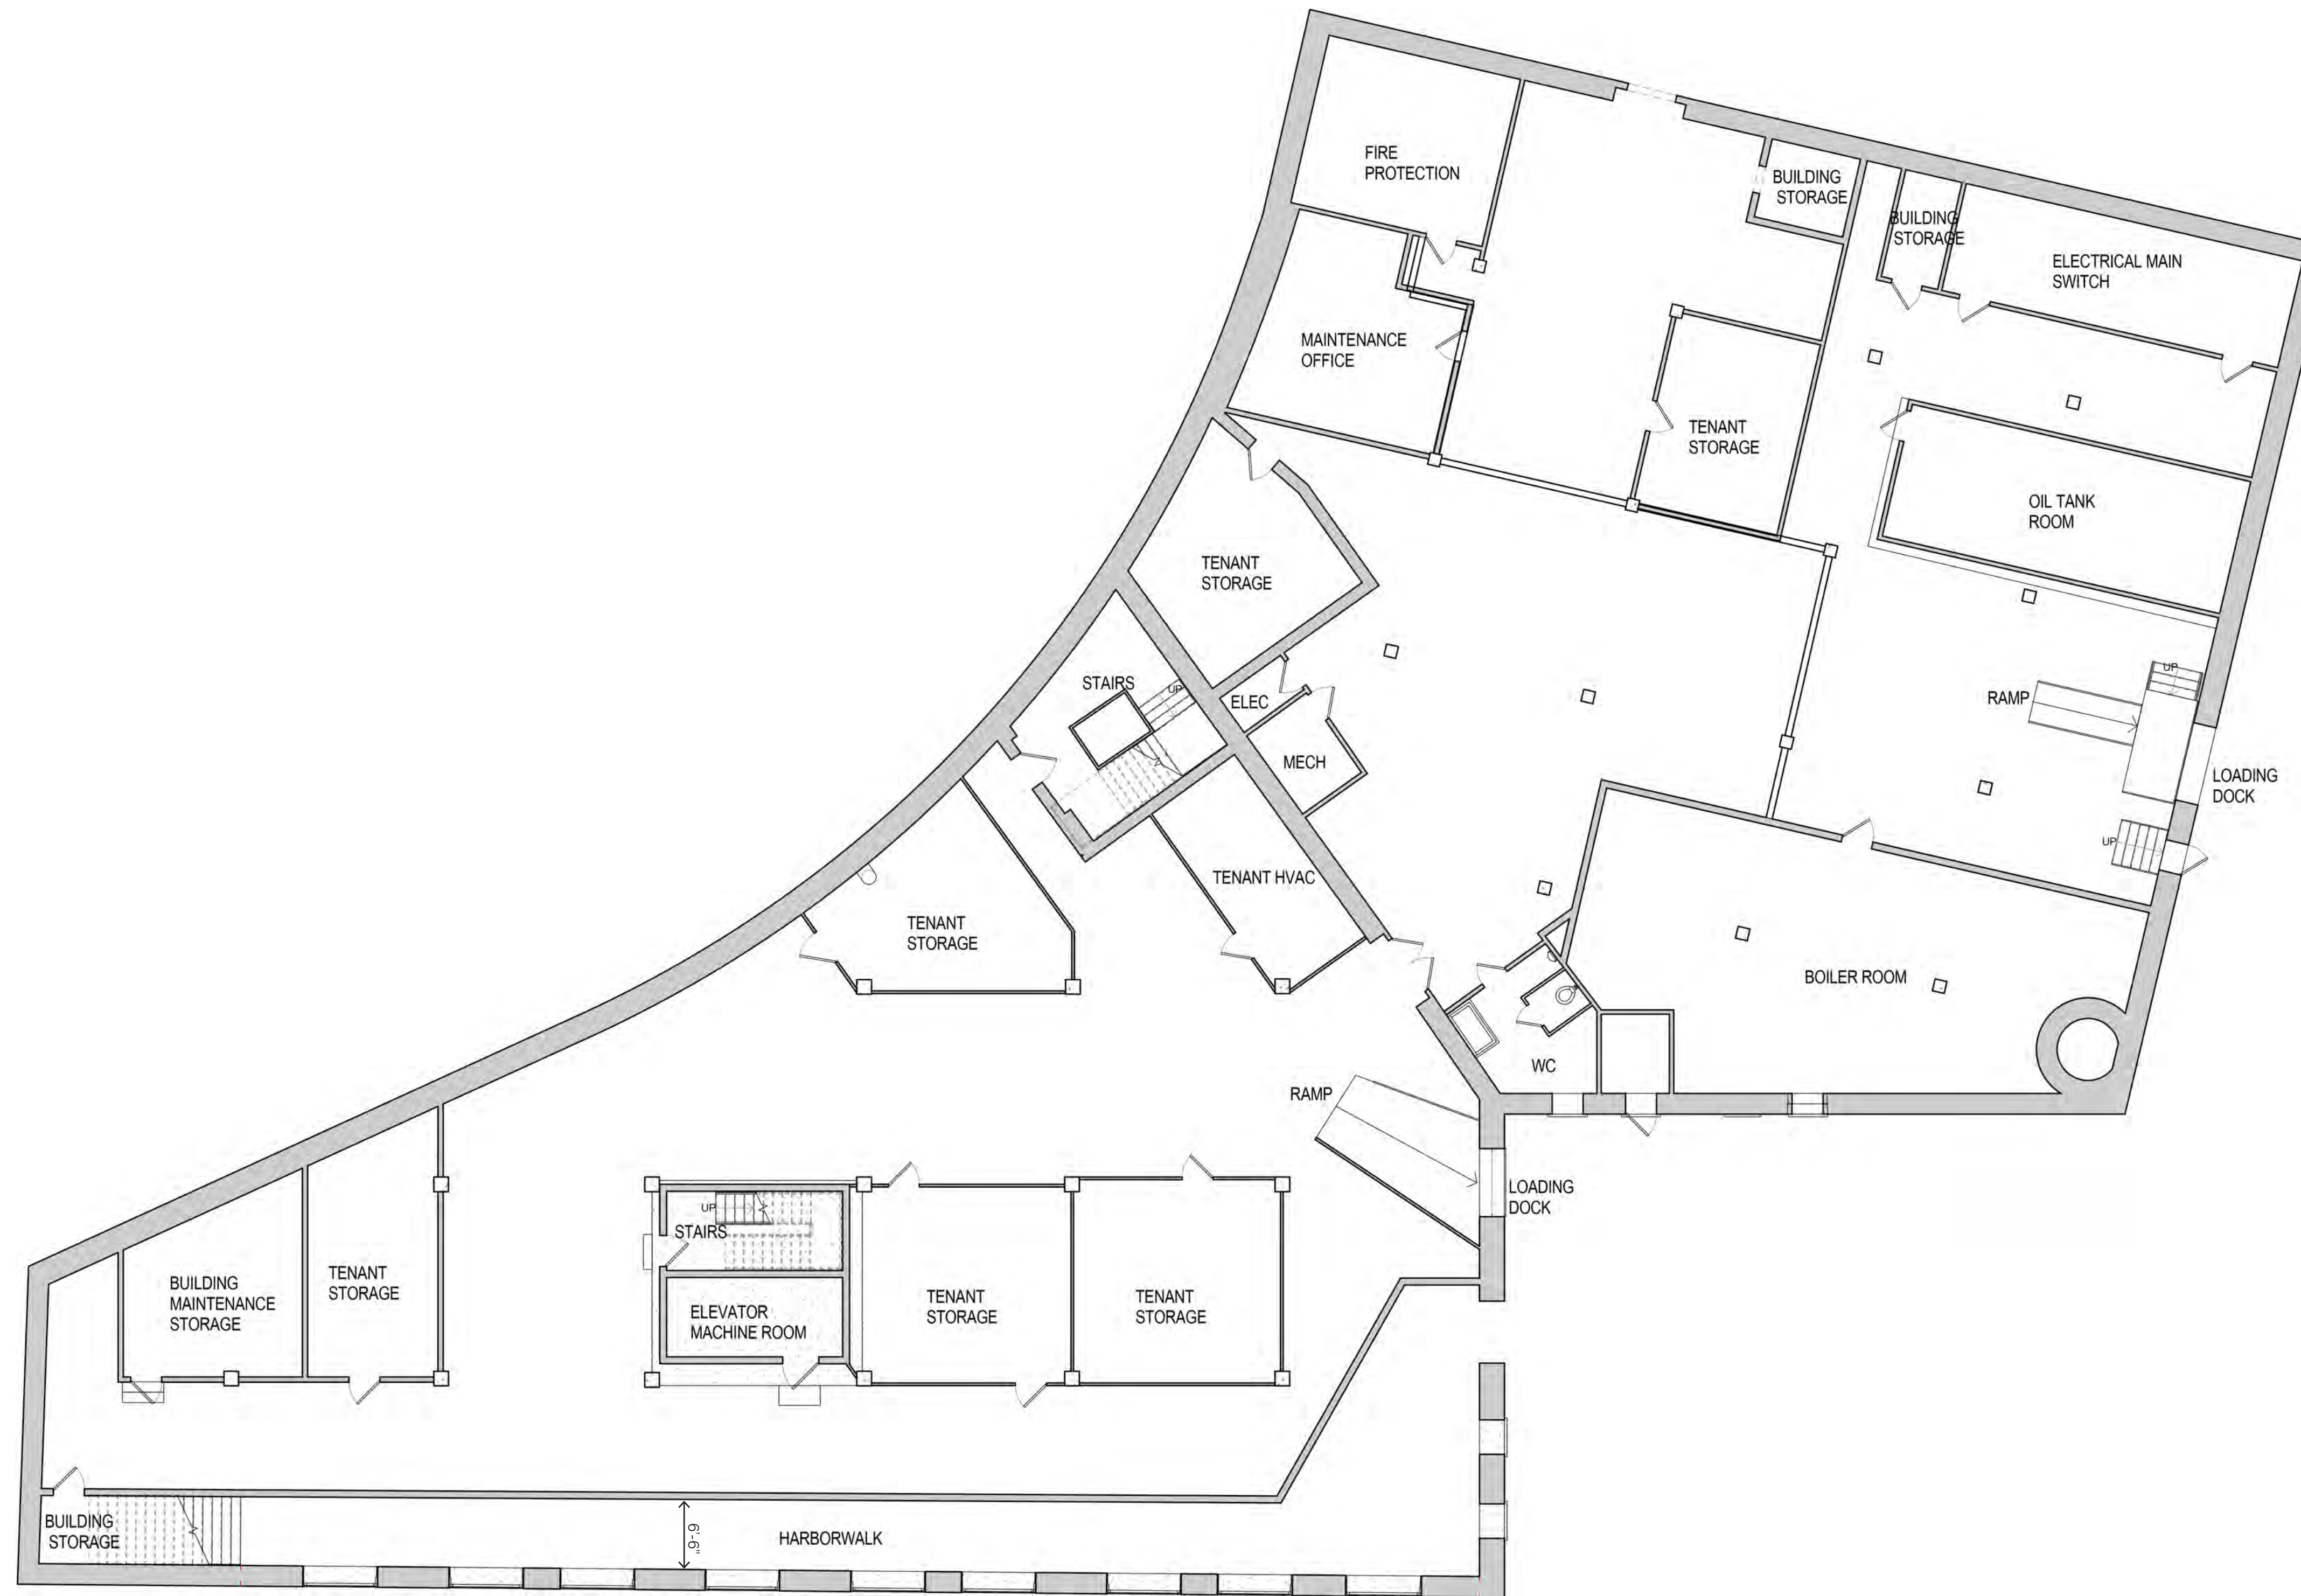 FIRE
PROTECTION
BUILDING
STORAGE
BUILDING
STORAGE
ELECTRICAL MAIN
SWITCH
MAINTENANCE
OFFICE
TENANT
STORAGE
OIL TANK
ROOM
TENANT
STORAGE
STAIRS
UP
ELEC
UP
RAMP
MECH
LOADING
DOCK
UP
TENANT HVAC
TENANT
STORAGE
BOILER ROOM
WC
RAMP
LOADING
DOCK
UP
STAIRS
BUILDING
MAINTENANCE
STORAGE
TENANT
STORAGE
ELEVATOR
MACHINE ROOM
TENANT
STORAGE
TENANT
STORAGE
BUILDING
STORAGE
9'-6"
HARBORWALK